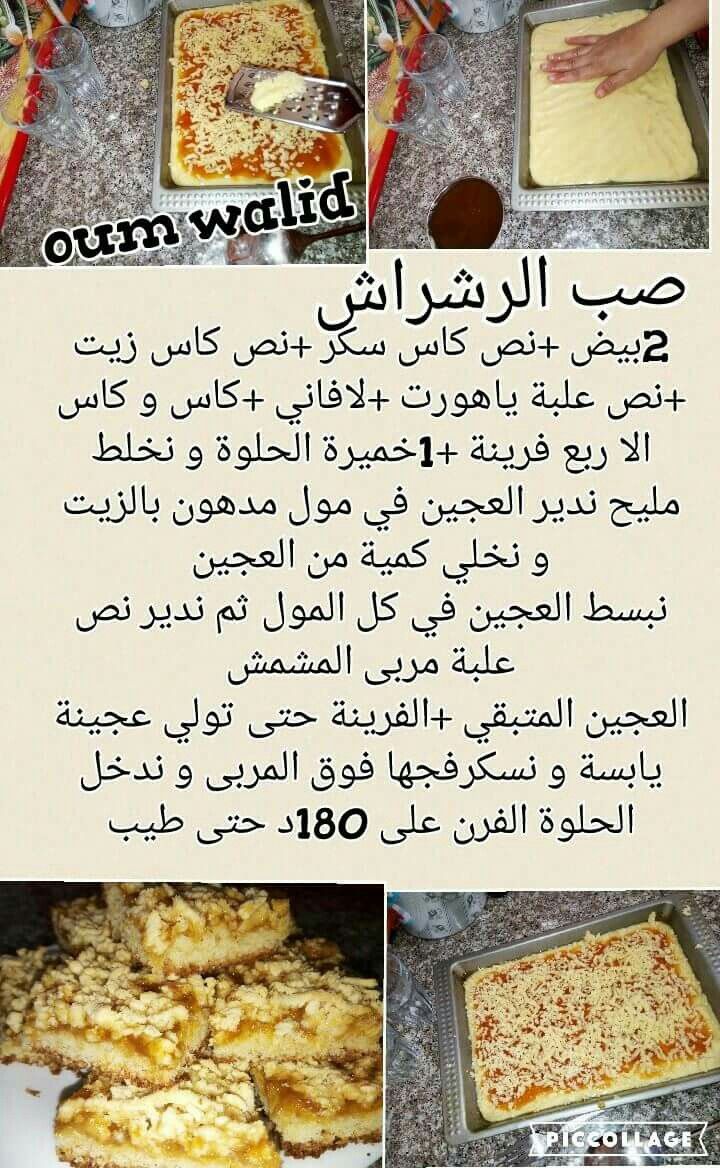 oum walid
صب الرشراش
2بيض +نص كاس سكر +نص كاس زيت
+نص علبة ياهورت +لافاني +كاس و كاس
الا ربع فرينة +1خميرة الحلوة و نخلط
مليح ندير العجين في مول مدهون بالزيت
و نخلي كمية من العجين
نبسط العجين في كل المول ثم ندير نص
علبة مربى المشمش
العجين المتبقي +الفرينة حتى تولي عجينة
يابسة و نسكرفجها فوق المربى و ندخل
الحلوة الفرن على 180د حتى طيب
PICCOLLAGE